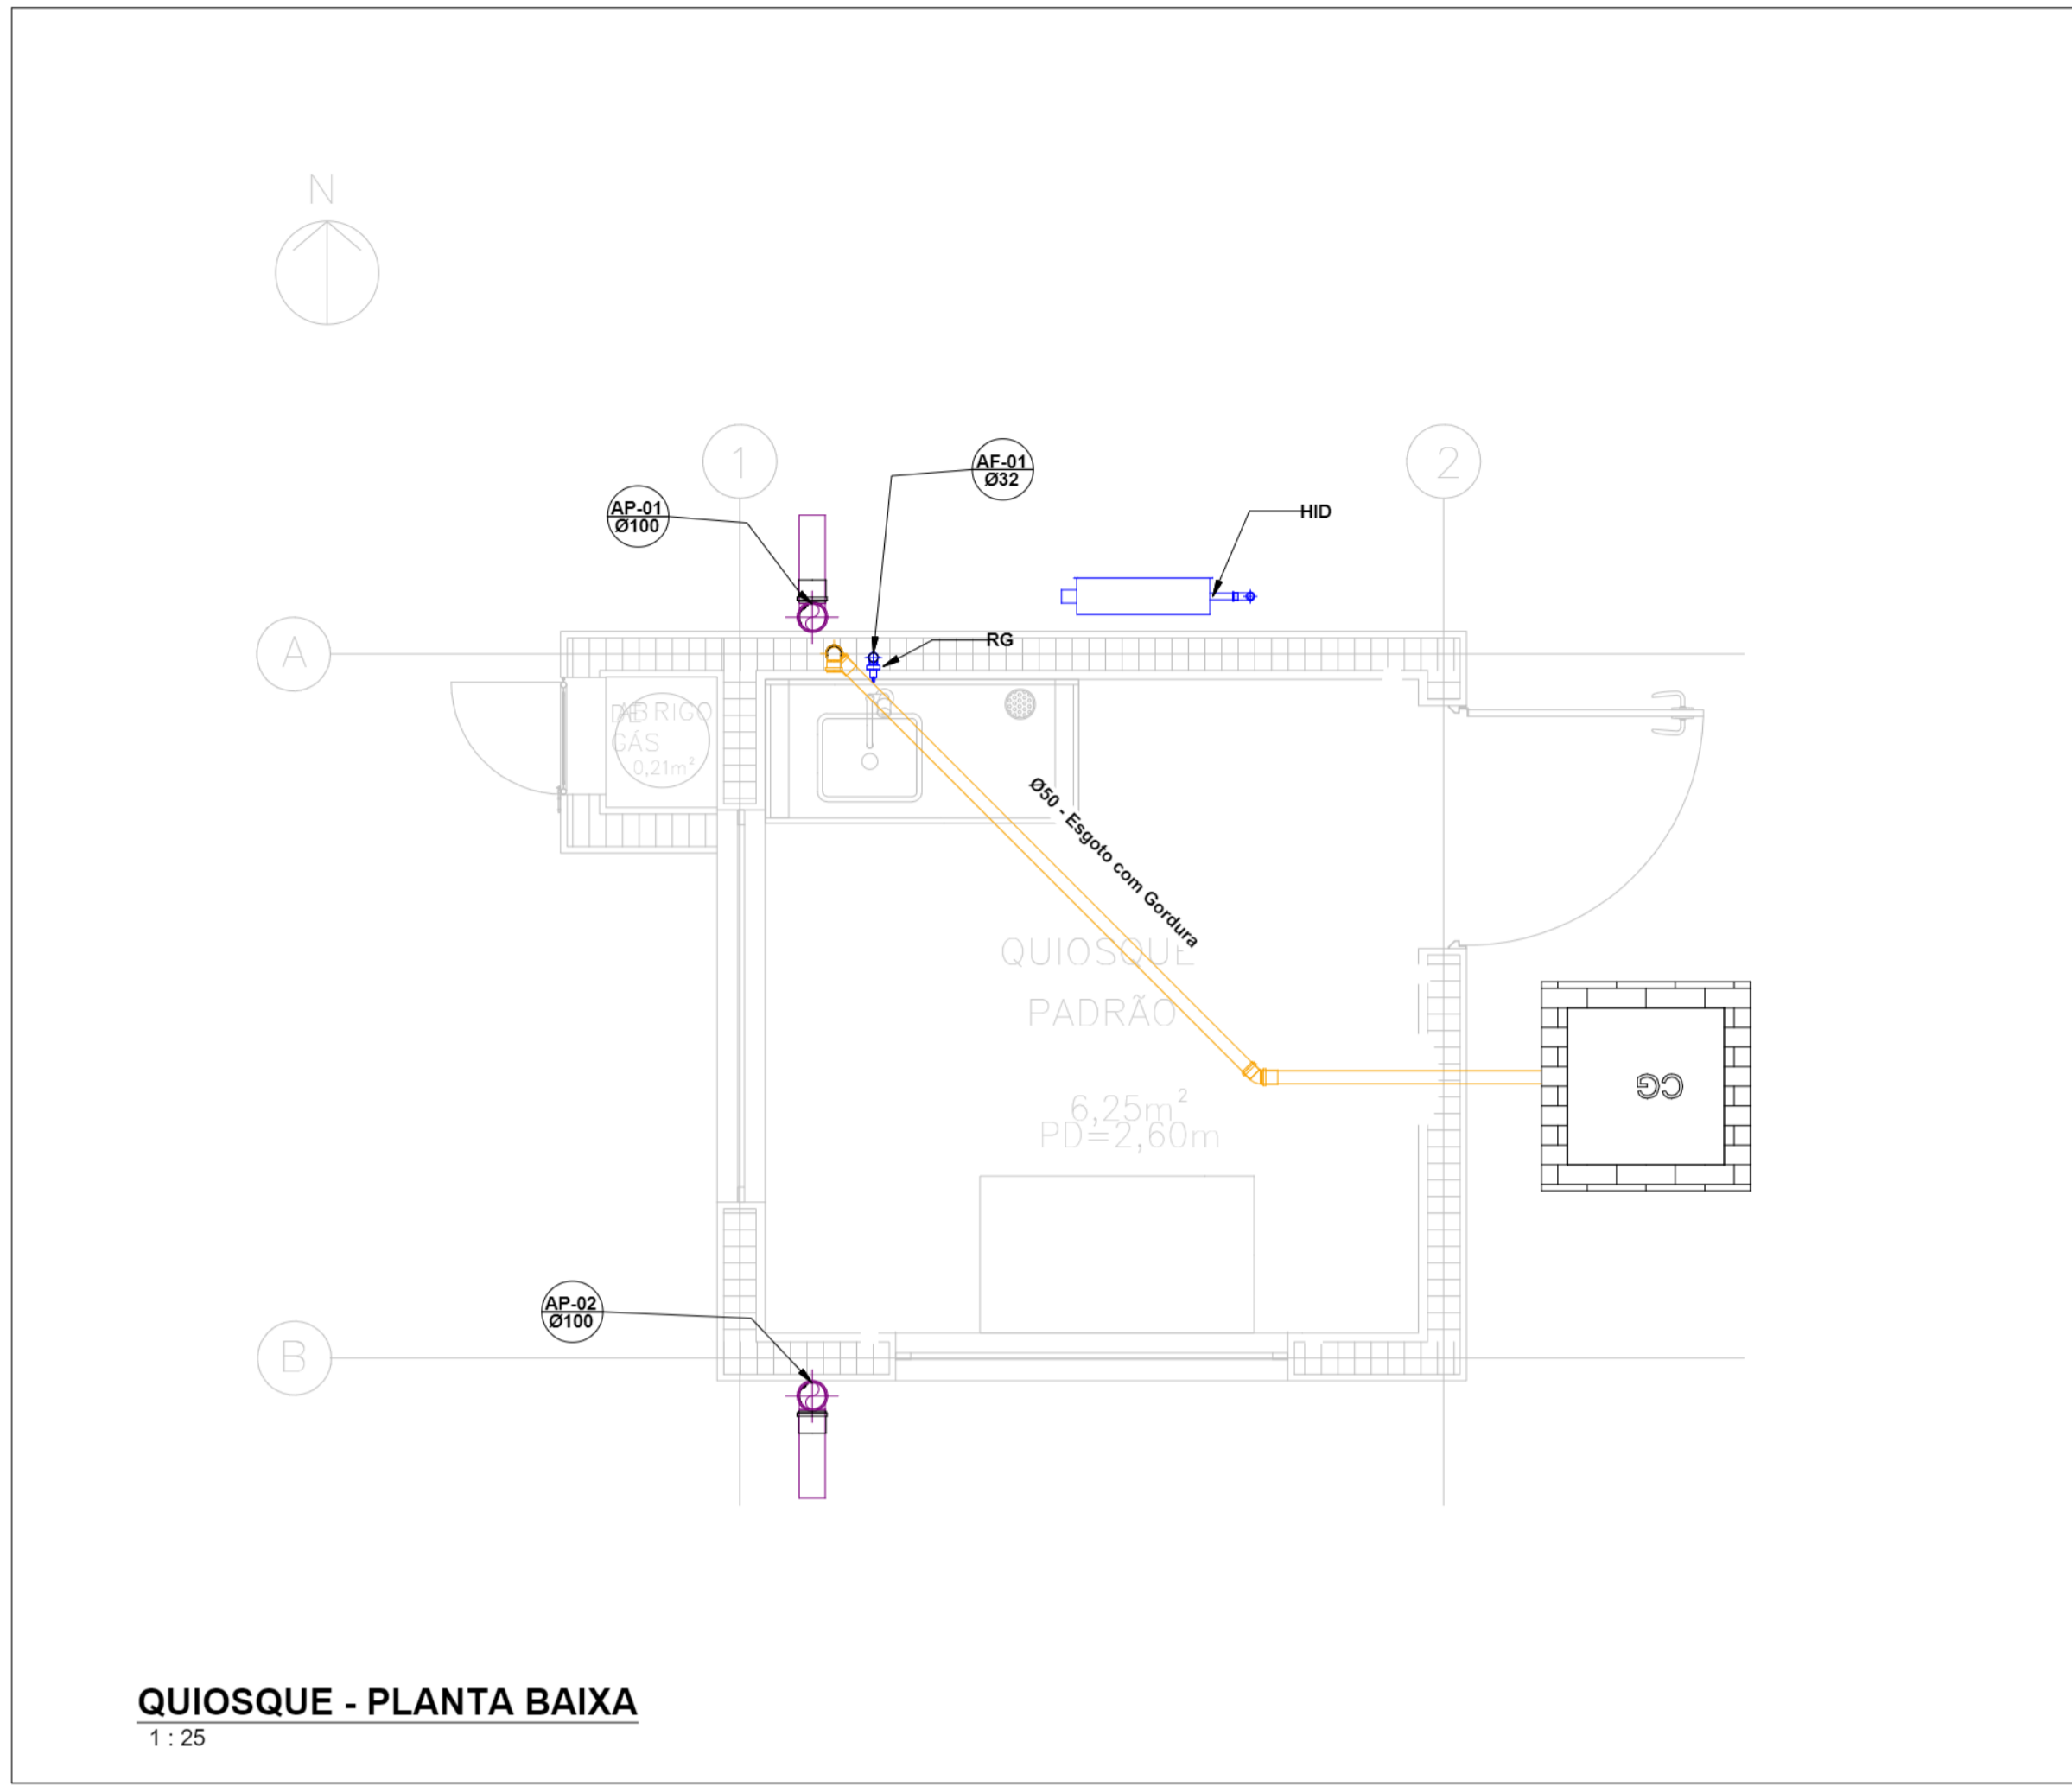 N
1
2
AF-01
Ø32
AP-01
Ø100
HID
RG
A
ABRIGO
DE
GÁS
0,21m²
Ø50 - Esgoto com Gordura
QUIOSQUE
PADRÃO
6,25m²
PD=2,60m
CG
AP-02
Ø100
B
QUIOSQUE - PLANTA BAIXA
1 : 25